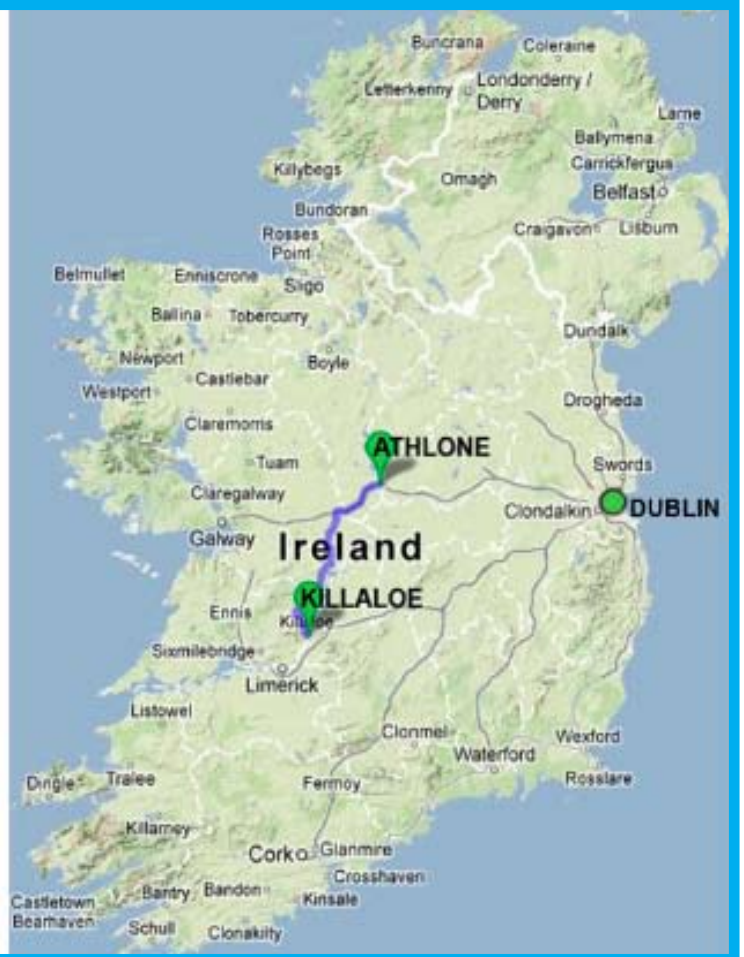 Buncrana
Coleraine
Letterkenny
Londonderry /
Derry
Larne
Ballymena
Carrickfergus
Killybegs
Omagh
Belfast
Bundoran
Craigavon
Lisburn
Rosses
Point
Belmullet
Enniscrone
Sligo
Ballina
Tobercurry
Dundalk
Newport
Boyle
Castlebar
Westport
Drogheda
Claremorris
ATHLONE
Tuam
Swords
Claregalway
Clondalkin
DUBLIN
Galway
Ireland
KILLALOE
Ennis
Killaloe
Sixmilebridge
Limerick
Listowel
Clonmel
Wexford
Waterford
Dingle
Tralee
Fermoy
Rosslare
Killarney
Cork
Glanmire
Crosshaven
Castletown
Bearhaven
Bantry
Bandon
Kinsale
Schull
Clonakilty